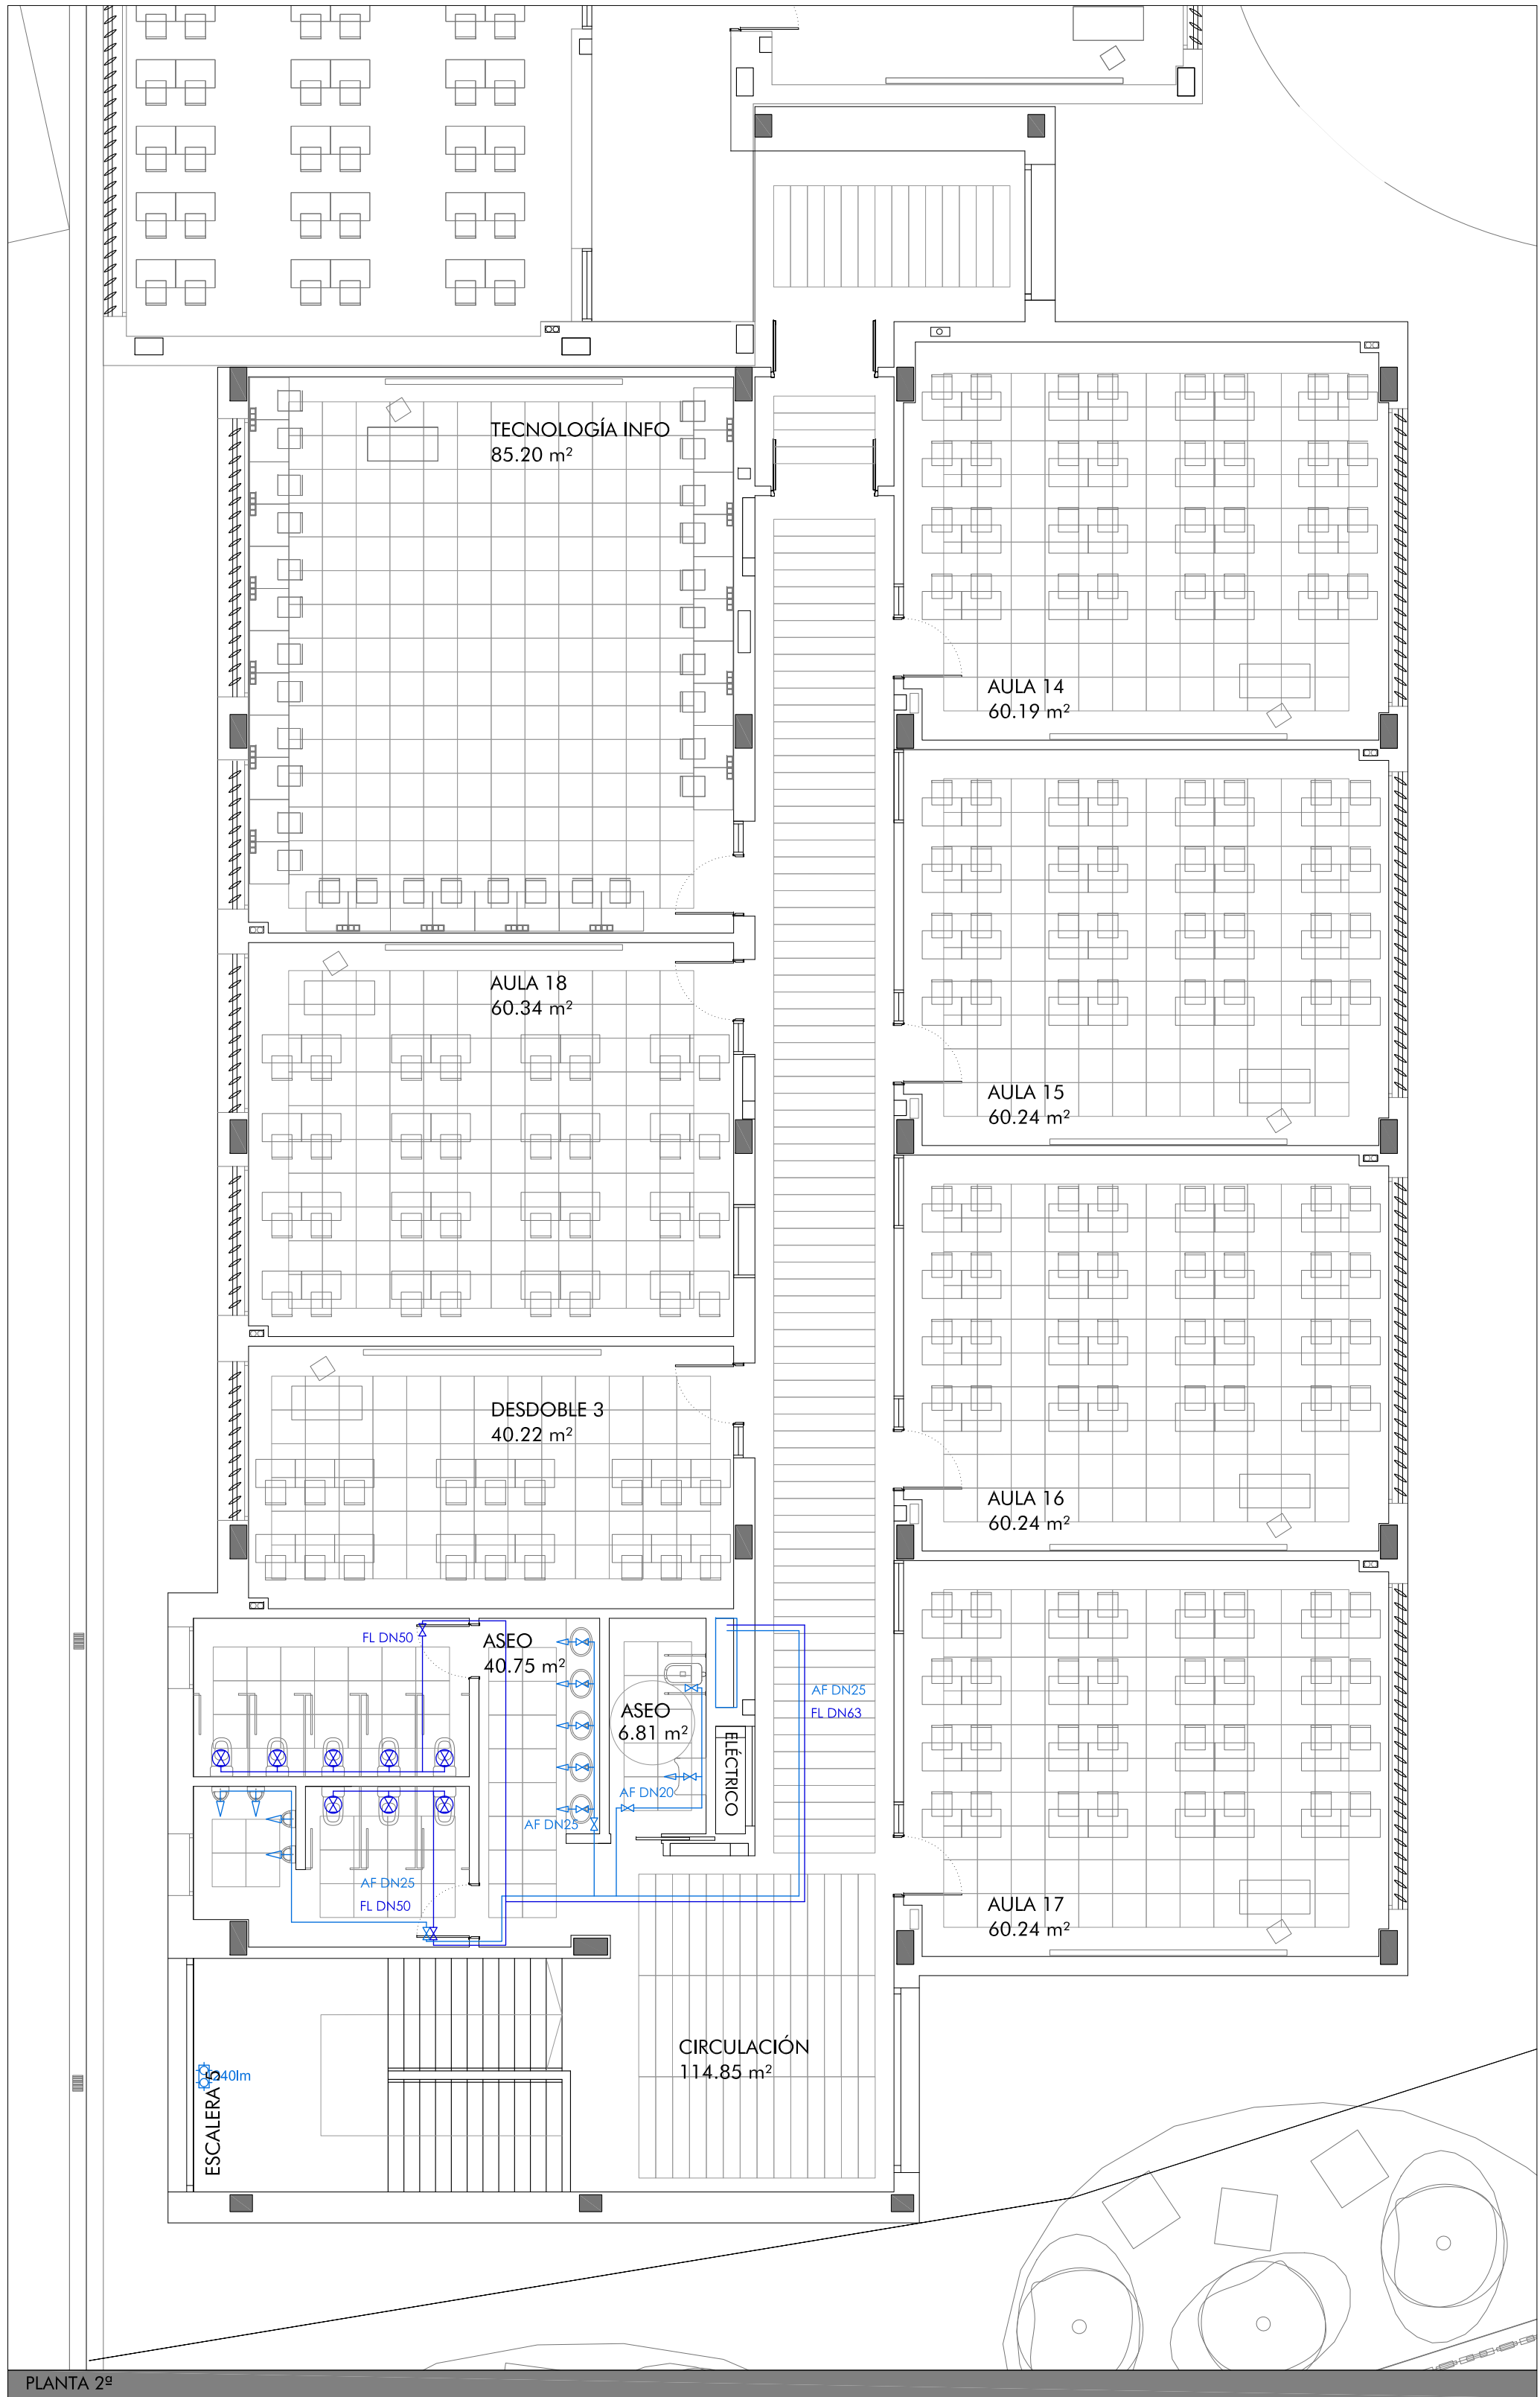 TECNOLOGÍA INFO
85.20 m²
AULA 14
60.19 m²
AULA 18
60.34 m²
AULA 15
60.24 m²
DESDOBLE 3
40.22 m²
AULA 16
60.24 m²
FL DN50
ASEO
40.75 m²
AF DN25
FL DN63
ASEO
6.81 m²
ELÉCTRICO
AF DN20
AF DN25
AF DN25
FL DN50
AULA 17
60.24 m²
CIRCULACIÓN
114.85 m²
ESCALERA 5
240lm
PLANTA 2ª